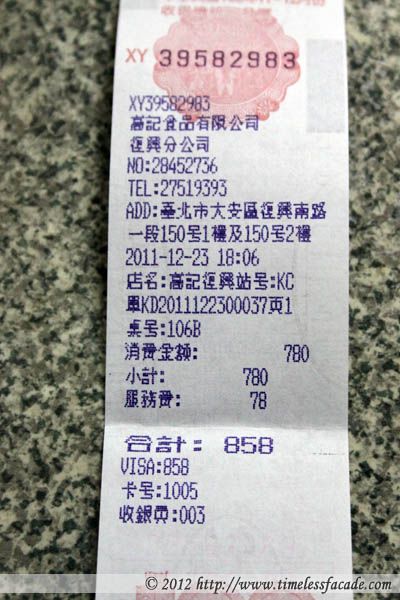 XY 39582983
XY39582983
高記食品有限公司
復興分公司
NO:28452736
TEL:27519393
ADD:臺北市大安區復興南路
一段150号1樓及150号2樓
2011-12-23 18:06
店名:高記復興站号:KC
單KD2011122300037頁1
桌号:106B
消費金額: 780
小計: 780
服務費: 78
合計: 858
VISA:858
卡号:1005
收銀員:003
© 2012 http://www.timelessfacade.com